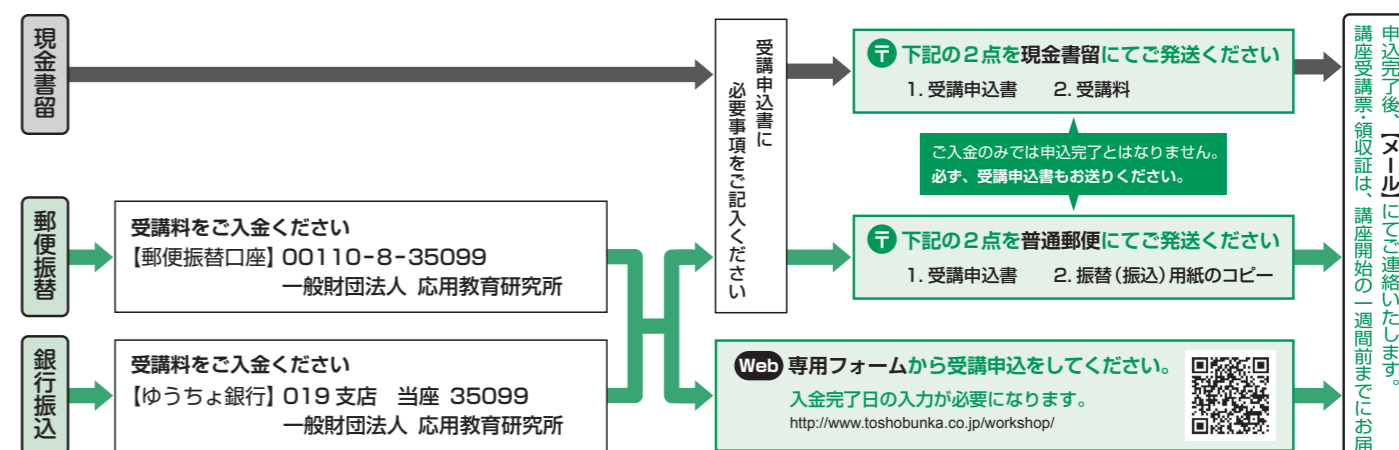 現金書留
受講申込書に
必要事項をご記入ください
〒 下記の2点を現金書留にてご発送ください
1. 受講申込書 2. 受講料
ご入金のみでは申込完了とはなりません。
必ず、受講申込書もお送りください。
郵便振替
受講料をご入金ください
【郵便振替口座】00110-8-35099
一般財団法人 応用教育研究所
〒 下記の2点を普通郵便にてご発送ください
1. 受講申込書 2. 振替(振込)用紙のコピー
銀行振込
受講料をご入金ください
【ゆうちょ銀行】019支店 当座 35099
一般財団法人 応用教育研究所
Web 専用フォームから受講申込をしてください。
入金完了日の入力が必要になります。
http://www.toshobunka.co.jp/workshop/
申込完了後、【メール】にてご連絡いたします。
講座受講票・領収証は、講座開始の一週間前までにお届